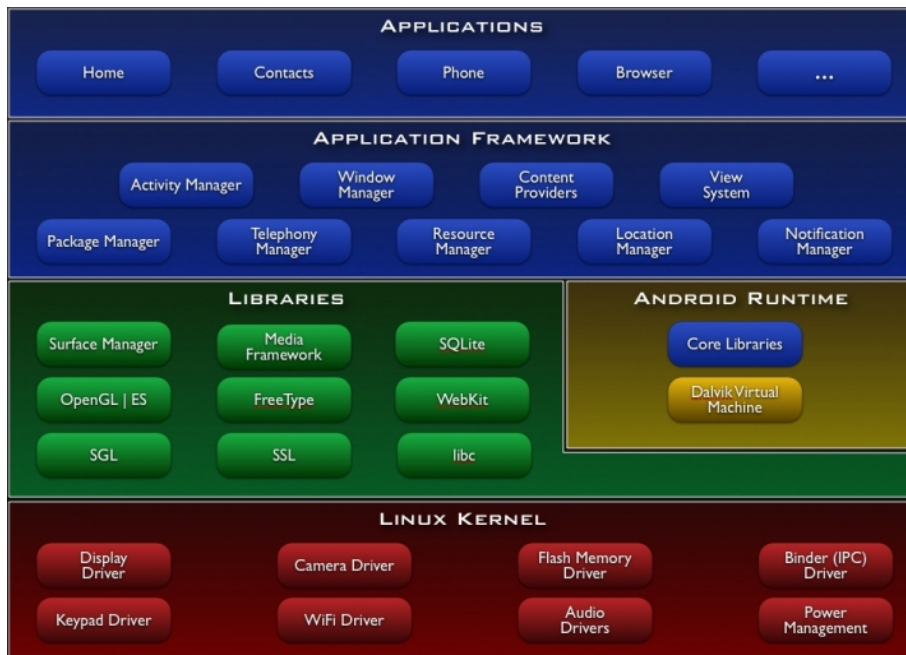 APPLICATIONS
Home
Contacts
Phone
Browser
...
APPLICATION FRAMEWORK
Activity Manager
Window
Manager
Content
Providers
View
System
Package Manager
Telephony
Manager
Resource
Manager
Location
Manager
Notification
Manager
LIBRARIES
Surface Manager
Media
Framework
SQLite
OpenGL | ES
FreeType
WebKit
SGL
SSL
libc
ANDROID RUNTIME
Core Libraries
Dalvik Virtual
Machine
LINUX KERNEL
Display
Driver
Camera Driver
Flash Memory
Driver
Binder (IPC)
Driver
Keypad Driver
WiFi Driver
Audio
Drivers
Power
Management